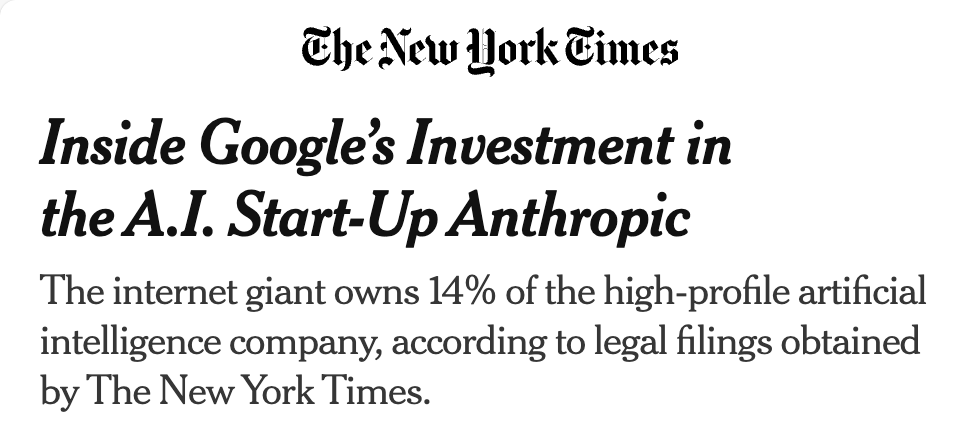 The New York Times
Inside Google’s Investment in
the A.I. Start-Up Anthropic
The internet giant owns 14% of the high-profile artificial
intelligence company, according to legal filings obtained
by The New York Times.